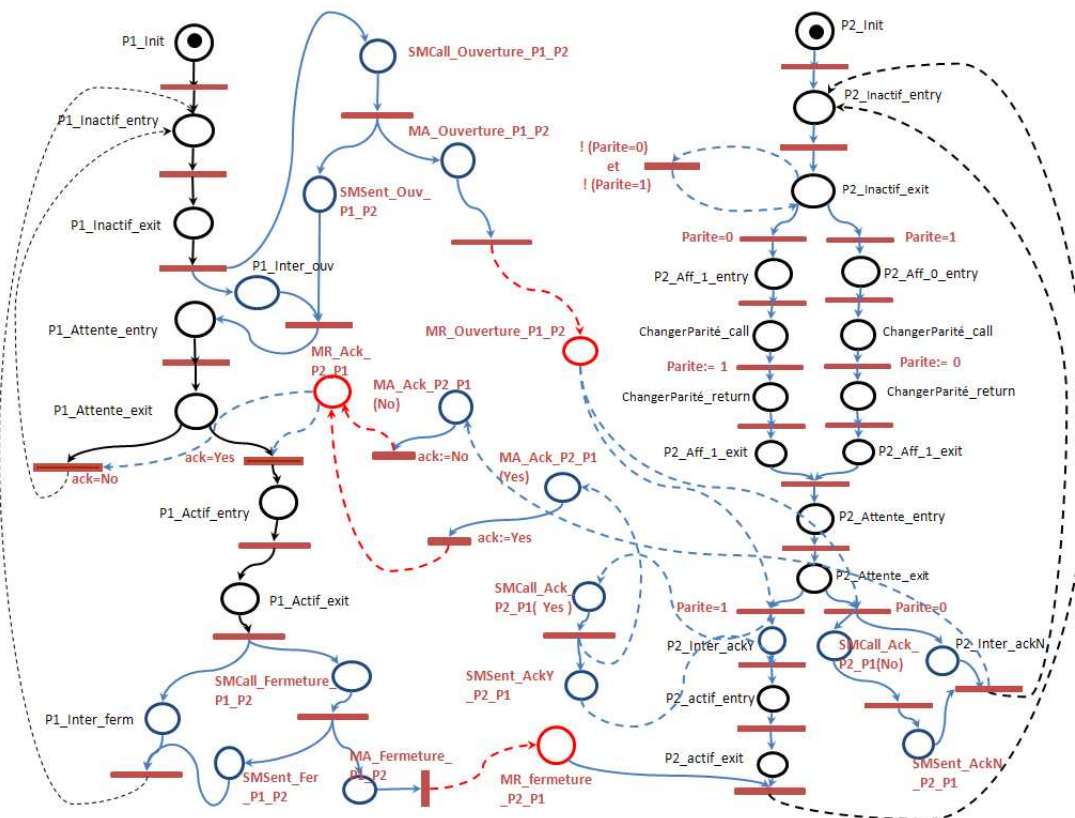 P1_Init
P1_Inactif_entry
P1_Inactif_exit
P1_Inter_ouv
P1_Attente_entry
P1_Attente_exit
ack=No
ack=Yes
P1_Actif_entry
P1_Actif_exit
P1_Inter_ferm
SMCall_Ouverture_P1_P2
MA_Ouverture_P1_P2
SMSent_Ouv_
P1_P2
MR_Ouverture_P1_P2
MR_Ack_
P2_P1
MA_Ack_P2_P1
(No)
ack:=No
MA_Ack_P2_P1
(Yes)
ack:=Yes
SMCall_Ack_
P2_P1( Yes )
SMSent_AckY
_P2_P1
SMCall_Fermeture_
P1_P2
SMSent_Fer
_P1_P2
MA_Fermeture_
P1_P2
MR_fermeture_
P2_P1
P2_Init
P2_Inactif_entry
! (Parite=0)
et
! (Parite=1)
P2_Inactif_exit
Parite=0
Parite=1
P2_Aff_1_entry
P2_Aff_0_entry
ChangerParité_call
ChangerParité_call
Parite:= 1
Parite:= 0
ChangerParité_return
ChangerParité_return
P2_Aff_1_exit
P2_Aff_1_exit
P2_Attente_entry
P2_Attente_exit
Parite=1
Parite=0
P2_Inter_ackY
SMCall_Ack_
P2_P1(No)
P2_Inter_ackN
P2_actif_entry
P2_actif_exit
SMSent_AckN
_P2_P1